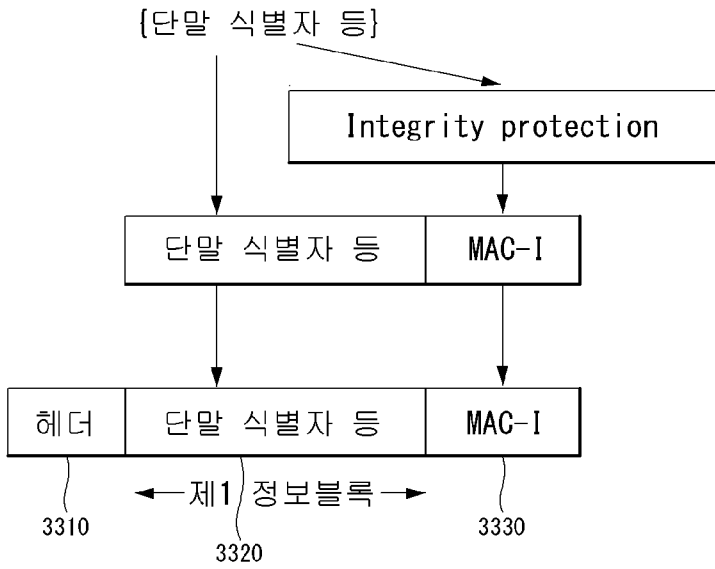 {단말 식별자 등}
Integrity protection
단말 식별자 등 MAC-I
헤더 단말 식별자 등 MAC-I
제1 정보블록
3310 3320 3330